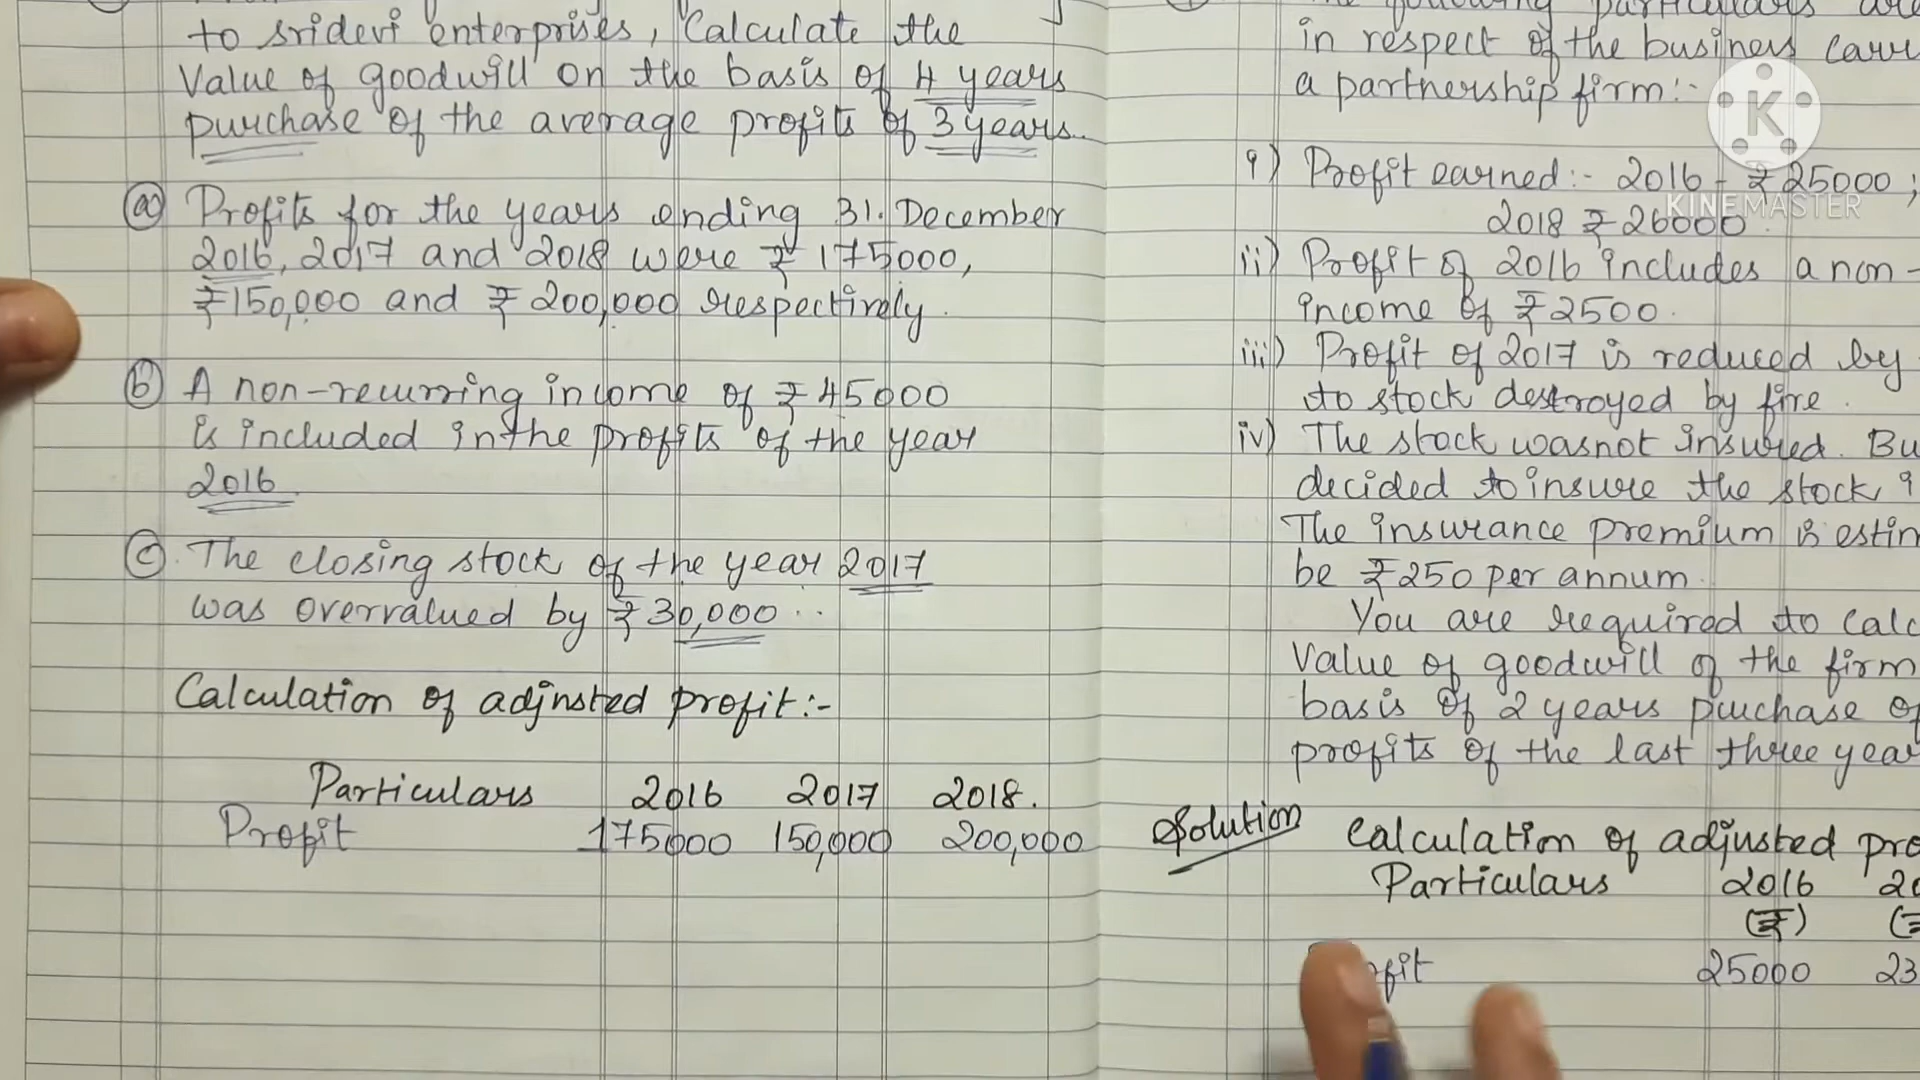 to sridevi enterprises, Calculate the
Value of goodwill on the basis of 4 years
purchase of the average profits of 3 years.
(a) Profits for the years ending 31. December
2016, 2017 and 2018 were ₹ 175000,
₹150,000 and ₹ 200,000 respectively.
(b) A non-recurring income of ₹ 45000
is included in the profits of the year
2016.
(c) The closing stock of the year 2017
was overvalued by ₹ 30,000..
Calculation of adjusted profit:-
Particulars 2016 2017 2018.
Profit 175000 150,000 200,000
following particulars are
in respect of the business
a partnership firm:-
i) Profit earned:- 2016 - ₹25000;
2018 ₹ 26000.
ii) Profit of 2016 includes a non-
income of ₹2500.
iii) Profit of 2017 is reduced by
to stock destroyed by fire.
iv) The stock was not insured. Bu
decided to insure the stock
The insurance premium is estim
be ₹250 per annum.
You are required to calc
Value of goodwill of the firm
basis of 2 years purchase of
profits of the last three year
Solution Calculation of adjusted pro
Particulars 2016 20
(₹) (₹
ofit 25000 23
K
KINEMASTER